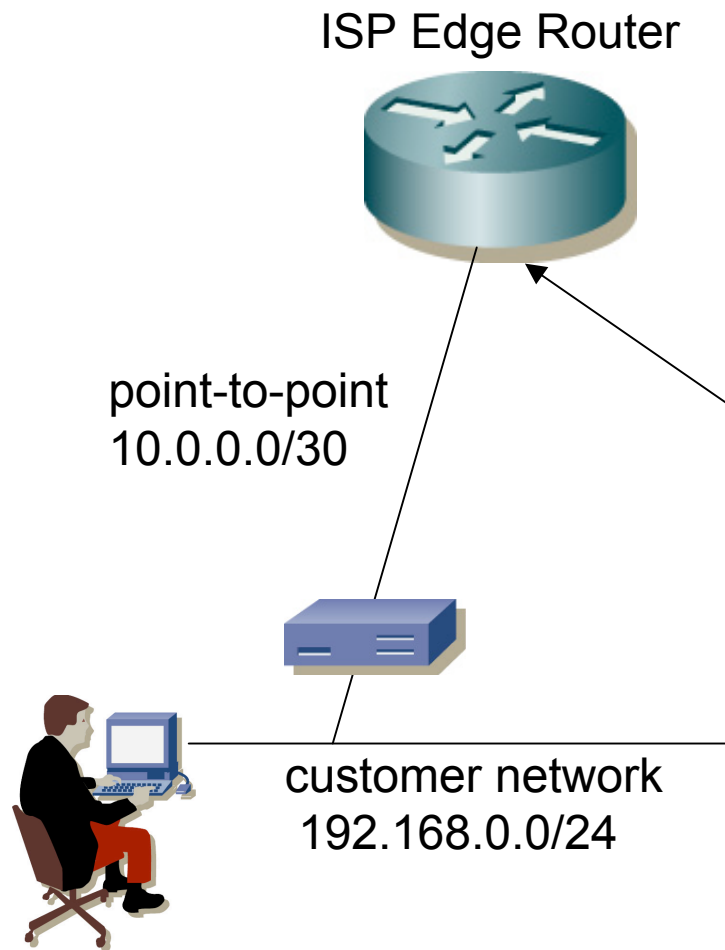 ISP Edge Router
point-to-point
10.0.0.0/30
customer network
192.168.0.0/24